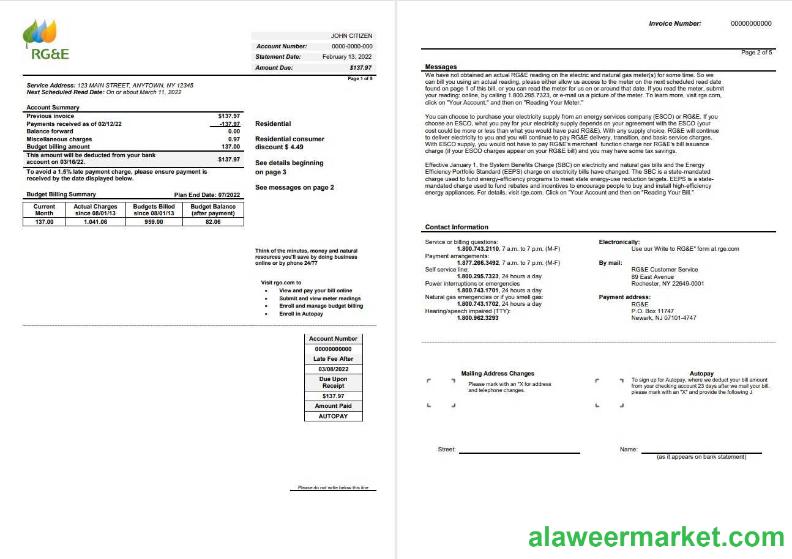 RG&E
JOHN CITIZEN
Account Number: 0000-0000-000
Statement Date: February 13, 2022
Amount Due: $137.97
Page 1 of 5
Service Address: 123 MAIN STREET, ANYTOWN, NY 12345
Next Scheduled Read Date: On or about March 11, 2022
Account Summary
Previous invoice $137.97
Payments received as of 02/12/22 -137.97
Balance forward 0.00
Miscellaneous charges 0.97
Budget billing amount 137.00
This amount will be deducted from your bank
account on 03/16/22. $137.97
To avoid a 1.5% late payment charge, please ensure payment is
received by the date displayed below.
Budget Billing Summary Plan End Date: 07/2022
Current Month Actual Charges since 08/01/13 Budgets Billed since 08/01/13 Budget Balance (after payment)
137.00 1,041.06 959.00 82.06
Residential
Residential consumer
discount $ 4.49
See details beginning
on page 3
See messages on page 2
Think of the minutes, money and natural
resources you'll save by doing business
online or by phone 24/7
Visit rge.com to
• View and pay your bill online
• Submit and view meter readings
• Enroll and manage budget billing
• Enroll in Autopay
Account Number
00000000000
Late Fee After
03/08/2022
Due Upon
Receipt
$137.97
Amount Paid
AUTOPAY
Please do not write below this line
Invoice Number: 00000000000
Page 2 of 5
Messages
We have not obtained an actual RG&E reading on the electric and natural gas meter(s) for some time. So we
can bill you using an actual reading, please either allow us access to the meter on the next scheduled read date
found on page 1 of this bill, or you can read the meter for us on or around that date. If you read the meter, submit
your reading: online, by calling 1.800.295.7323, or e-mail us a picture of the meter. To learn more, visit rge.com,
click on "Your Account," and then on "Reading Your Meter."
You can choose to purchase your electricity supply from an energy services company (ESCO) or RG&E. If you
choose an ESCO, what you pay for your electricity supply depends on your agreement with the ESCO (your
cost could be more or less than what you would have paid RG&E). With any supply choice, RG&E will continue
to deliver electricity to you and you will continue to pay RG&E delivery, transition, and basic service charges.
With ESCO supply, you would not have to pay RG&E's merchant function charge nor RG&E's bill issuance
charge (if your ESCO charges appear on your RG&E bill) and you may have some tax savings.
Effective January 1, the System Benefits Charge (SBC) on electricity and natural gas bills and the Energy
Efficiency Portfolio Standard (EEPS) charge on electricity bills have changed. The SBC is a state-mandated
charge used to fund energy-efficiency programs to meet state energy-use reduction targets. EEPS is a state-
mandated charge used to fund rebates and incentives to encourage people to buy and install high-efficiency
energy appliances. For details, visit rge.com. Click on "Your Account" and then on "Reading Your Bill."
Contact Information
Service or billing questions:
1.800.743.2110, 7 a.m. to 7 p.m. (M-F)
Payment arrangements:
1.877.266.3492, 7 a.m. to 7 p.m. (M-F)
Self service line:
1.800.295.7323, 24 hours a day
Power interruptions or emergencies
1.800.743.1701, 24 hours a day
Natural gas emergencies or if you smell gas:
1.800.743.1702, 24 hours a day
Hearing/speech impaired (TTY):
1.800.962.3293
Electronically:
Use our Write to RG&E" form at rge.com
By mail:
RG&E Customer Service
89 East Avenue
Rochester, NY 22649-0001
Payment address:
RG&E
P.O. Box 11747
Newark, NJ 07101-4747
Mailing Address Changes
Please mark with an "X for address
and telephone changes.
Autopay
To sign up for Autopay, where we deduct your bill amount
from your checking account 23 days after we mail your bill,
please mark with an "X" and provide the following J
Street:
Name:
(as it appears on bank statement)
alaweermarket.com